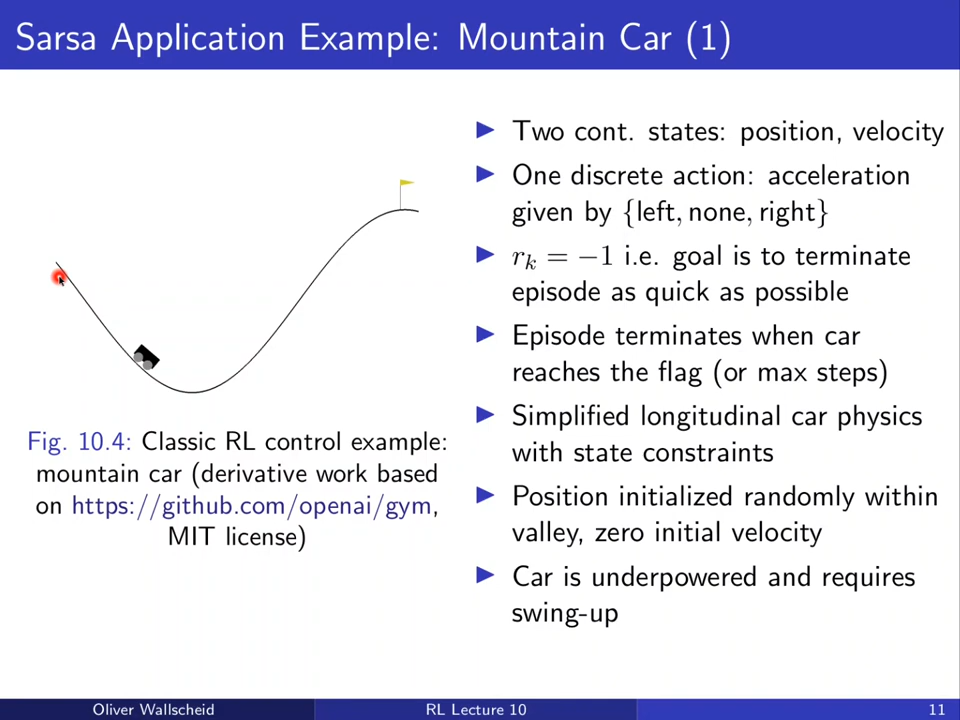 Sarsa Application Example: Mountain Car (1)
Two cont. states: position, velocity
One discrete action: acceleration
given by {left, none, right}
r_k = −1 i.e. goal is to terminate
episode as quick as possible
Episode terminates when car
reaches the flag (or max steps)
Simplified longitudinal car physics
with state constraints
Position initialized randomly within
valley, zero initial velocity
Car is underpowered and requires
swing-up
Fig. 10.4: Classic RL control example:
mountain car (derivative work based
on https://github.com/openai/gym,
MIT license)
Oliver Wallscheid
RL Lecture 10
11